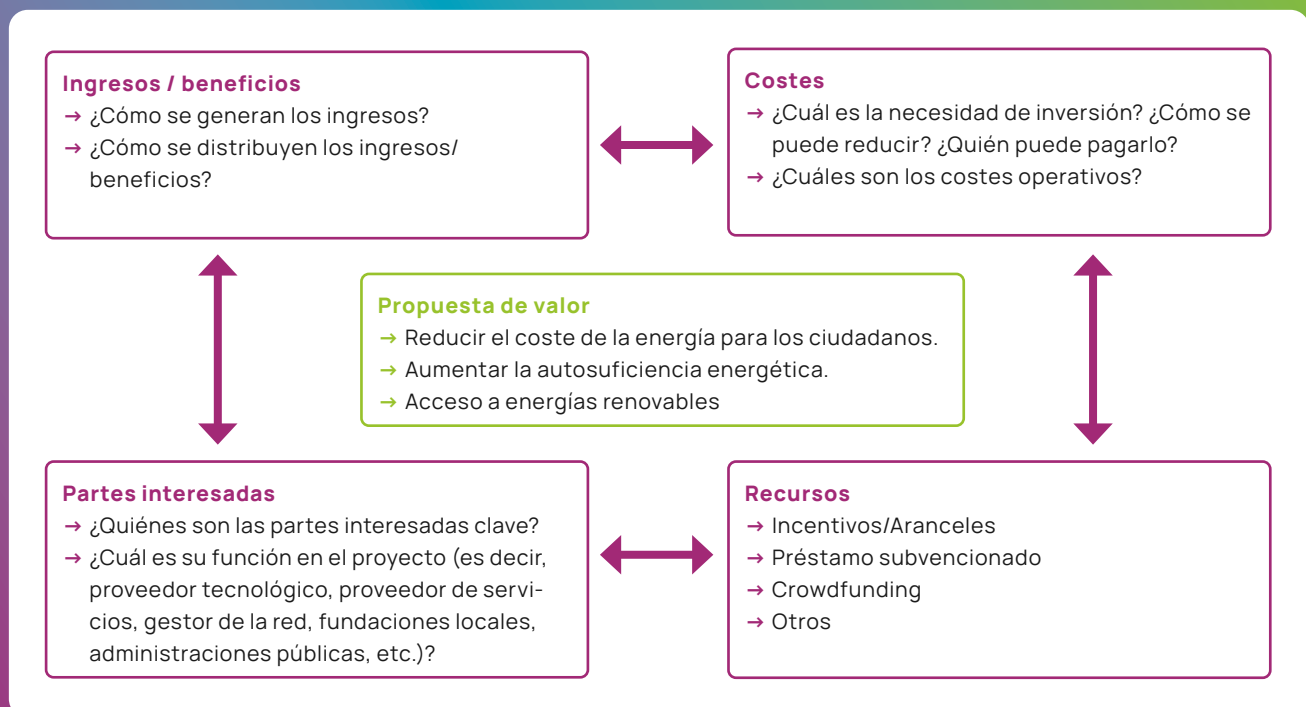 Ingresos / beneficios
→ ¿Cómo se generan los ingresos?
→ ¿Cómo se distribuyen los ingresos/
beneficios?
Costes
→ ¿Cuál es la necesidad de inversión? ¿Cómo se
puede reducir? ¿Quién puede pagarlo?
→ ¿Cuáles son los costes operativos?
Propuesta de valor
→ Reducir el coste de la energía para los ciudadanos.
→ Aumentar la autosuficiencia energética.
→ Acceso a energías renovables
Partes interesadas
→ ¿Quiénes son las partes interesadas clave?
→ ¿Cuál es su función en el proyecto (es decir,
proveedor tecnológico, proveedor de servi-
cios, gestor de la red, fundaciones locales,
administraciones públicas, etc.)?
Recursos
→ Incentivos/Aranceles
→ Préstamo subvencionado
→ Crowdfunding
→ Otros